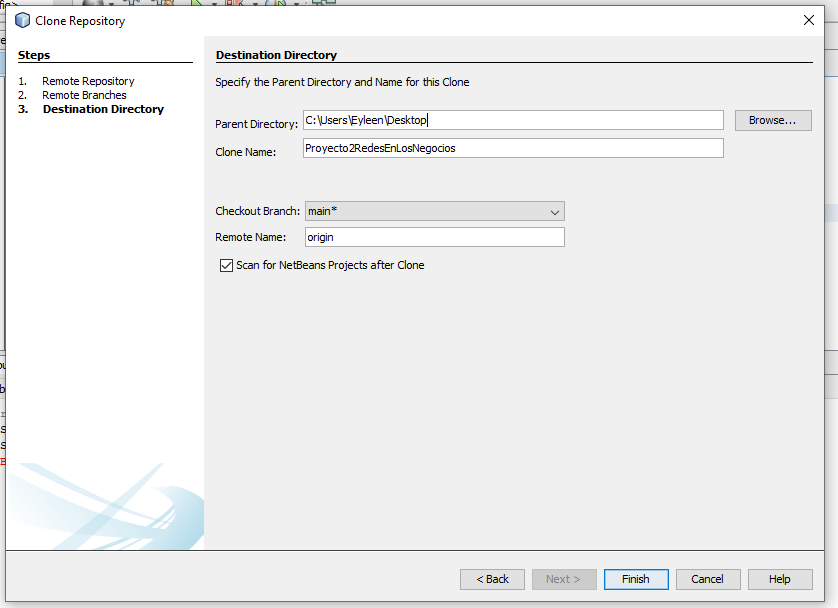 Clone Repository
Steps
1. Remote Repository
2. Remote Branches
3. Destination Directory
Destination Directory
Specify the Parent Directory and Name for this Clone
Parent Directory: C:\Users\Eyleen\Desktop
Browse...
Clone Name: Proyecto2RedesEnLosNegocios
Checkout Branch: main*
Remote Name: origin
Scan for NetBeans Projects after Clone
< Back Next > Finish Cancel Help